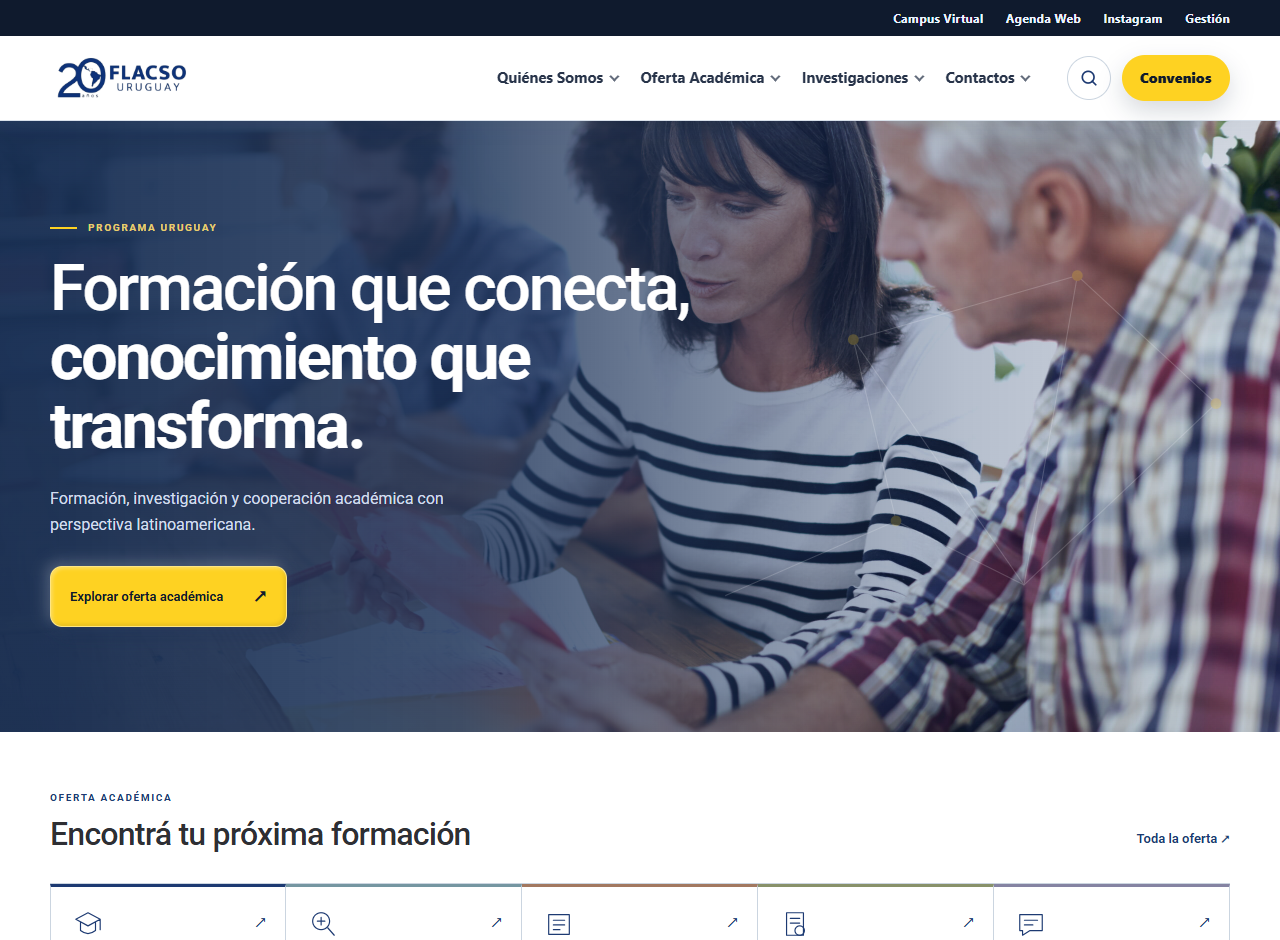 Campus Virtual Agenda Web Instagram Gestión
20 años FLACSO
URUGUAY
Quiénes Somos Oferta Académica Investigaciones Contactos Convenios
PROGRAMA URUGUAY
Formación que conecta,
conocimiento que
transforma.
Formación, investigación y cooperación académica con
perspectiva latinoamericana.
Explorar oferta académica ↗
OFERTA ACADÉMICA
Encontrá tu próxima formación
Toda la oferta ↗